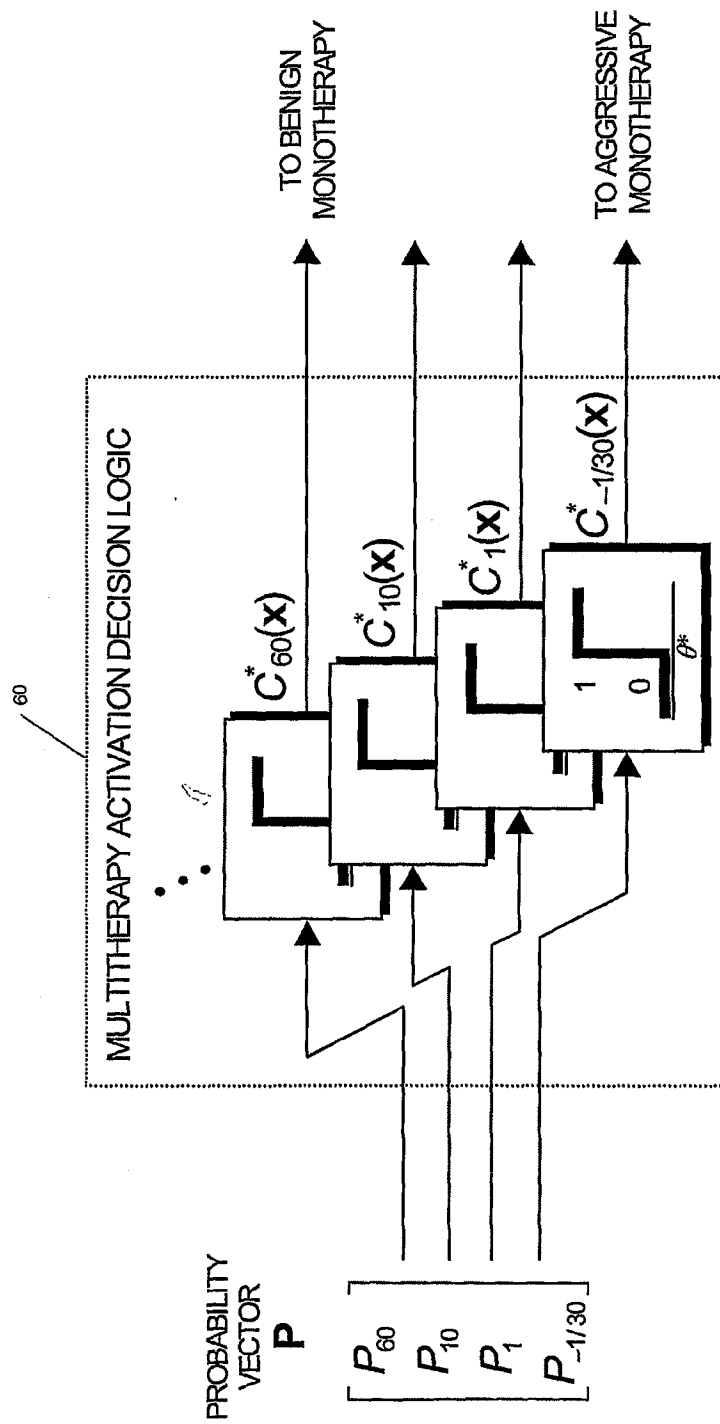 60
MULTITHERAPY ACTIVATION DECISION LOGIC
PROBABILITY
VECTOR
P
P60
P10
P1
P–1/30
C*60(x)
C*10(x)
C*1(x)
C*–1/30(x)
1
0
θ*
TO BENIGN
MONOTHERAPY
TO AGGRESSIVE
MONOTHERAPY